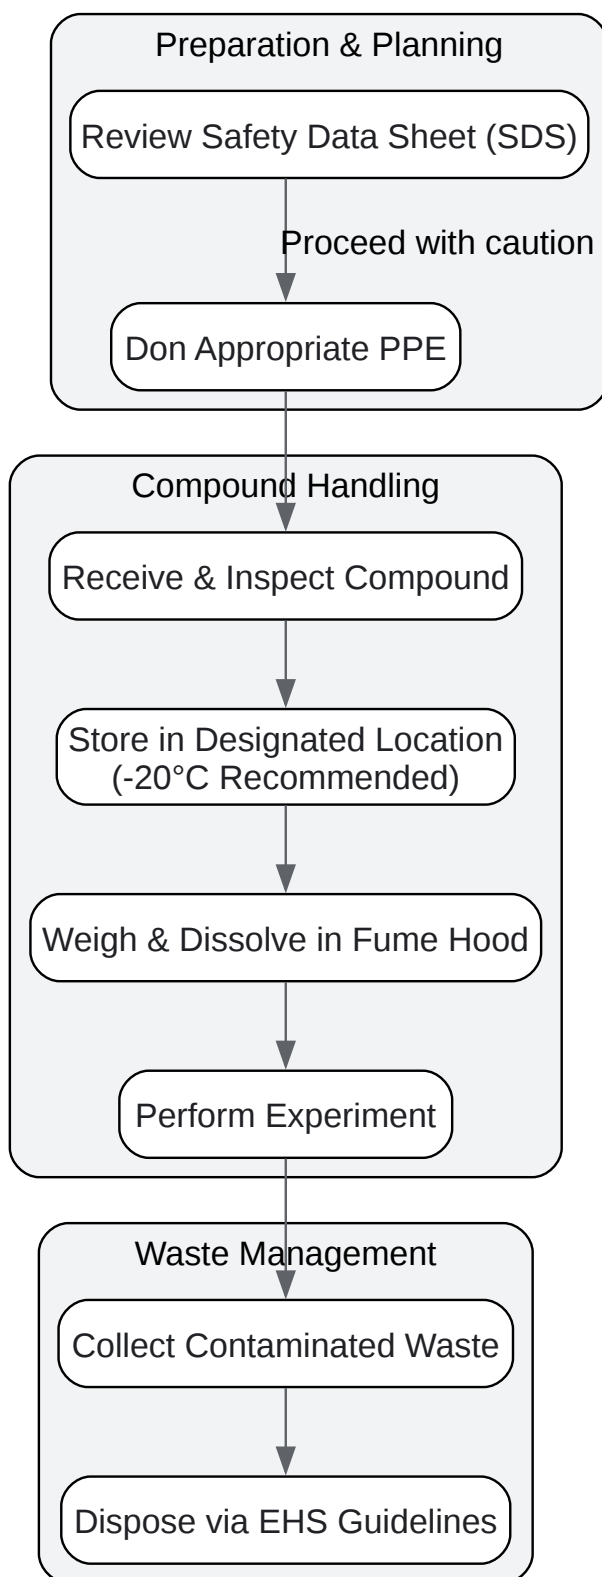 Preparation & Planning
Review Safety Data Sheet (SDS)
Proceed with caution
Don Appropriate PPE
Compound Handling
Receive & Inspect Compound
Store in Designated Location
(-20°C Recommended)
Weigh & Dissolve in Fume Hood
Perform Experiment
Waste Management
Collect Contaminated Waste
Dispose via EHS Guidelines